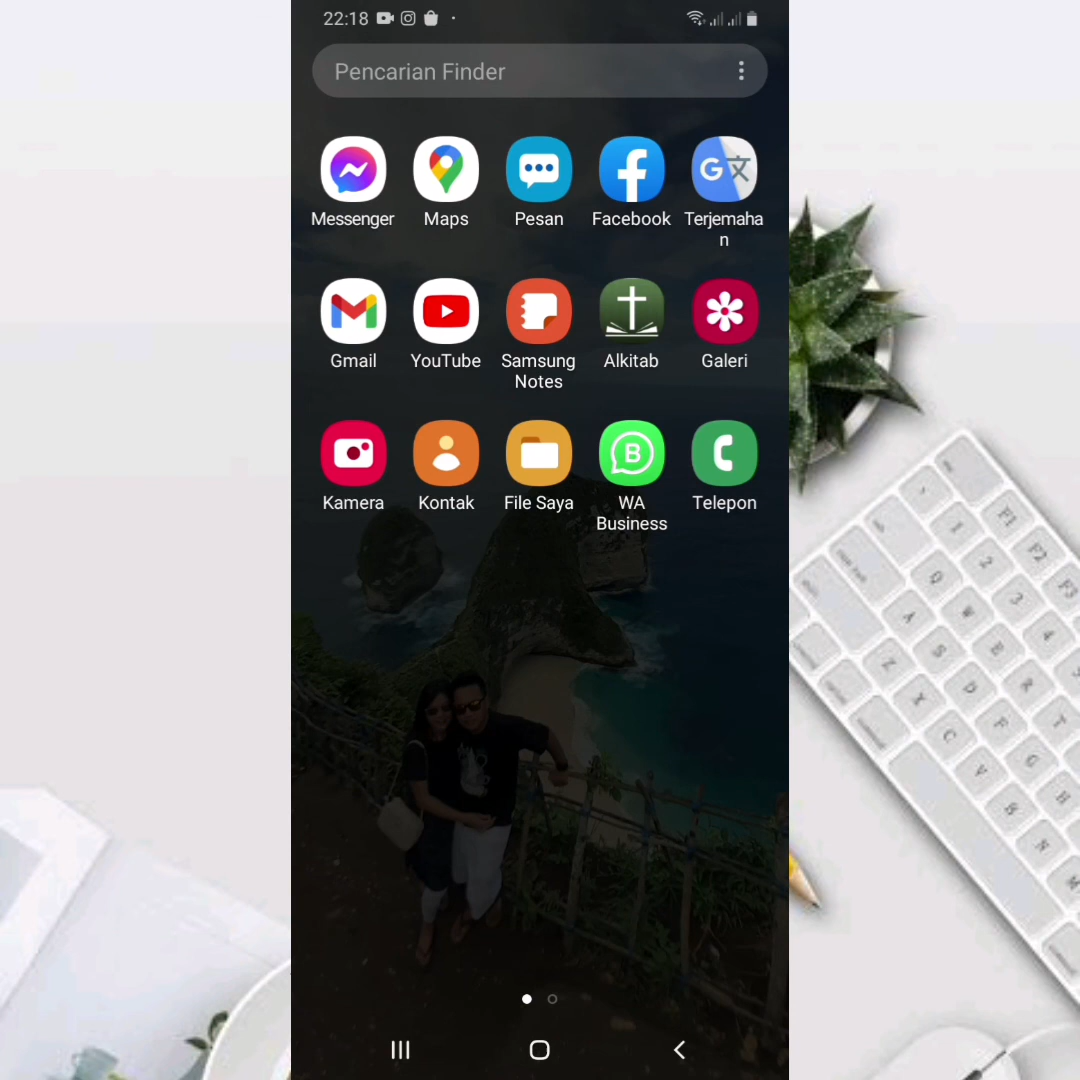 22:18
Pencarian Finder
Messenger
Maps
Pesan
Facebook
Terjemaha
n
Gmail
YouTube
Samsung
Notes
Alkitab
Galeri
Kamera
Kontak
File Saya
WA
Business
Telepon